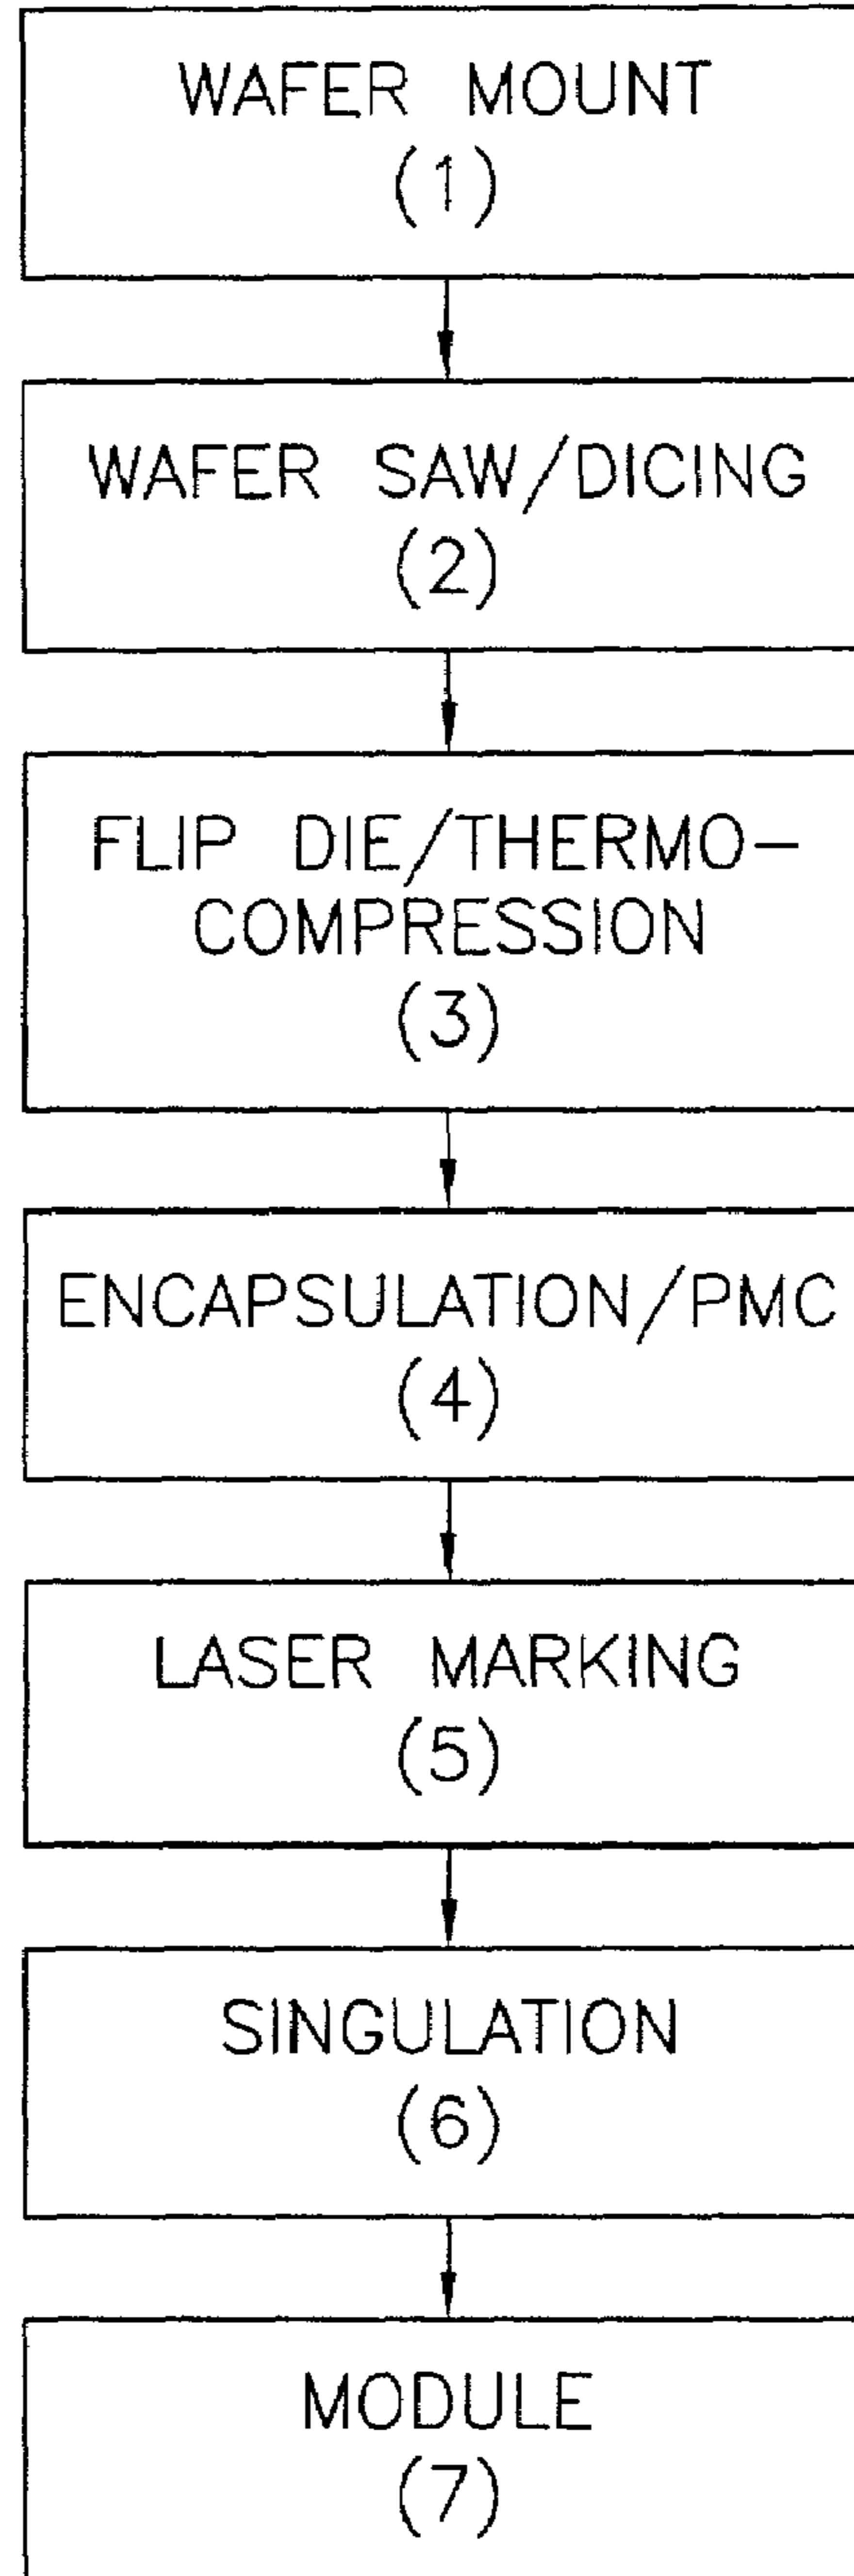 WAFER MOUNT
(1)
WAFER SAW/DICING
(2)
FLIP DIE/THERMO-
COMPRESSION
(3)
ENCAPSULATION/PMC
(4)
LASER MARKING
(5)
SINGULATION
(6)
MODULE
(7)